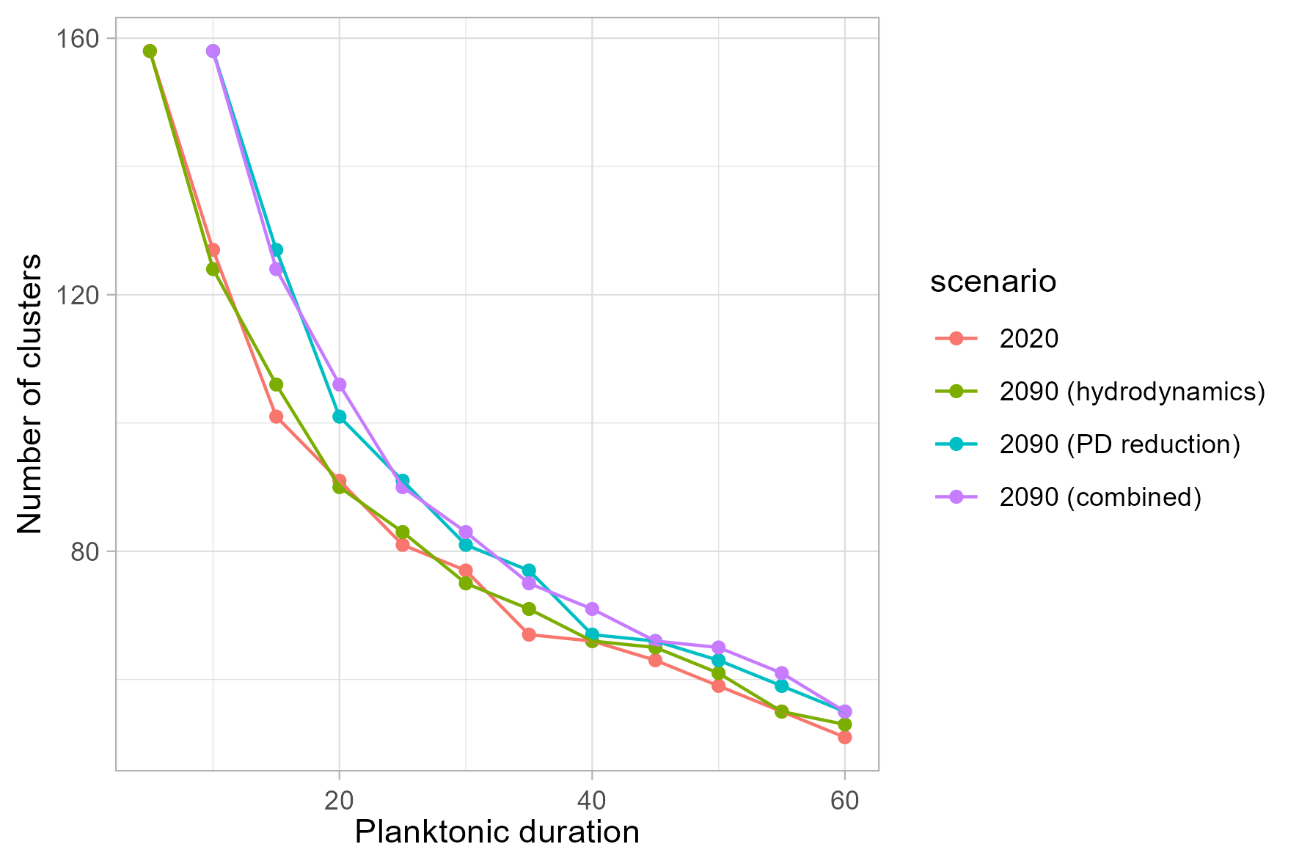 160
120
80
Number of clusters
20
40
60
Planktonic duration
scenario
2020
2090 (hydrodynamics)
2090 (PD reduction)
2090 (combined)